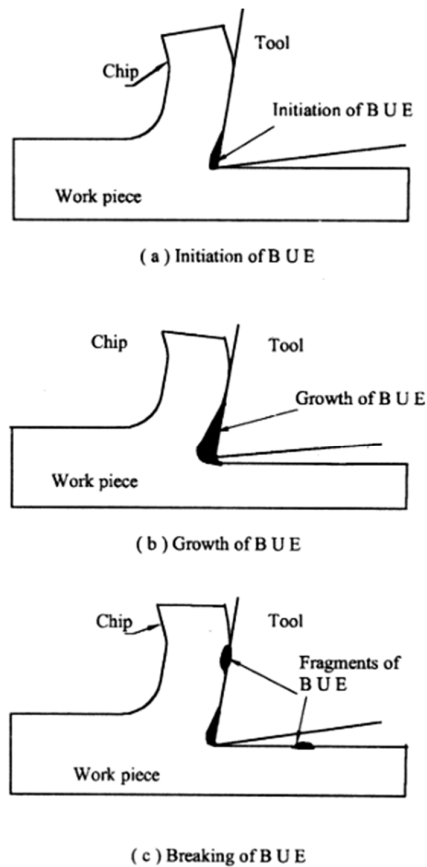 Tool
Chip
Initiation of B U E
Work piece
( a ) Initiation of B U E
Chip
Tool
Growth of B U E
Work piece
( b ) Growth of B U E
Chip
Tool
Fragments of
B U E
Work piece
( c ) Breaking of B U E